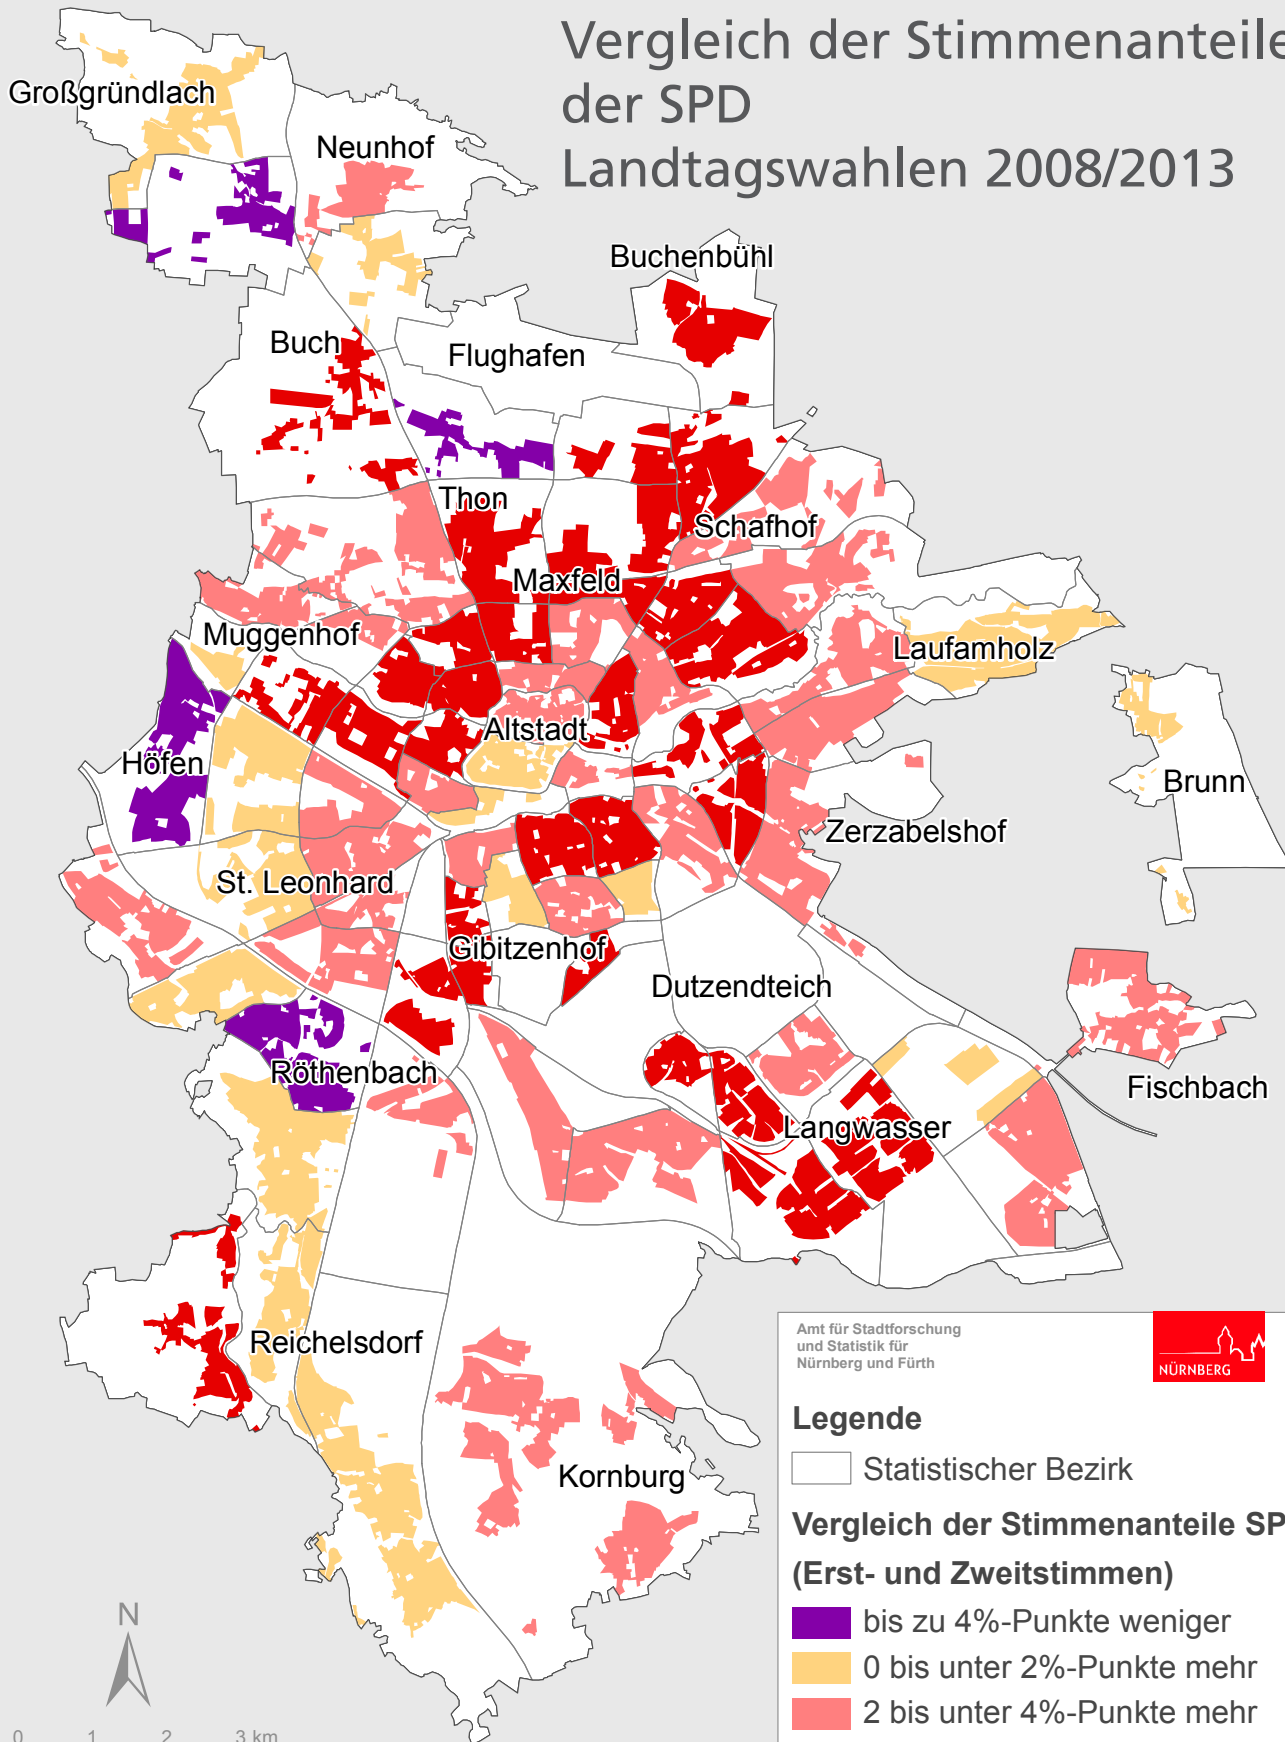 Vergleich der Stimmenanteile
der SPD
Landtagswahlen 2008/2013
Großgründlach
Neunhof
Buchenbühl
Buch
Flughafen
Thon
Schafhof
Maxfeld
Muggenhof
Laufamholz
Altstadt
Höfen
Brunn
Zerzabelshof
St. Leonhard
Gibitzenhof
Dutzendteich
Röthenbach
Fischbach
Langwasser
Reichelsdorf
Kornburg
Amt für Stadtforschung
und Statistik für
Nürnberg und Fürth
NÜRNBERG
Legende
Statistischer Bezirk
Vergleich der Stimmenanteile SP
(Erst- und Zweitstimmen)
bis zu 4%-Punkte weniger
0 bis unter 2%-Punkte mehr
2 bis unter 4%-Punkte mehr
N
0 1 2 3 km